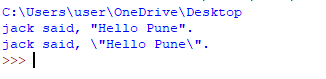 C:\Users\user\OneDrive\Desktop
jack said, "Hello Pune".
jack said, \"Hello Pune\".
>>>